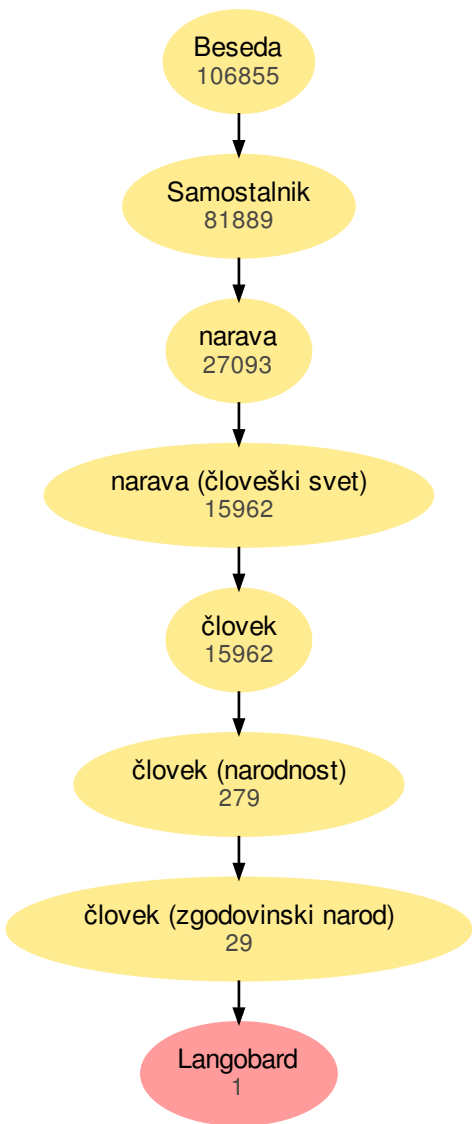 Beseda
106855
Samostalnik
81889
narava
27093
narava (človeški svet)
15962
človek
15962
človek (narodnost)
279
človek (zgodovinski narod)
29
Langobard
1